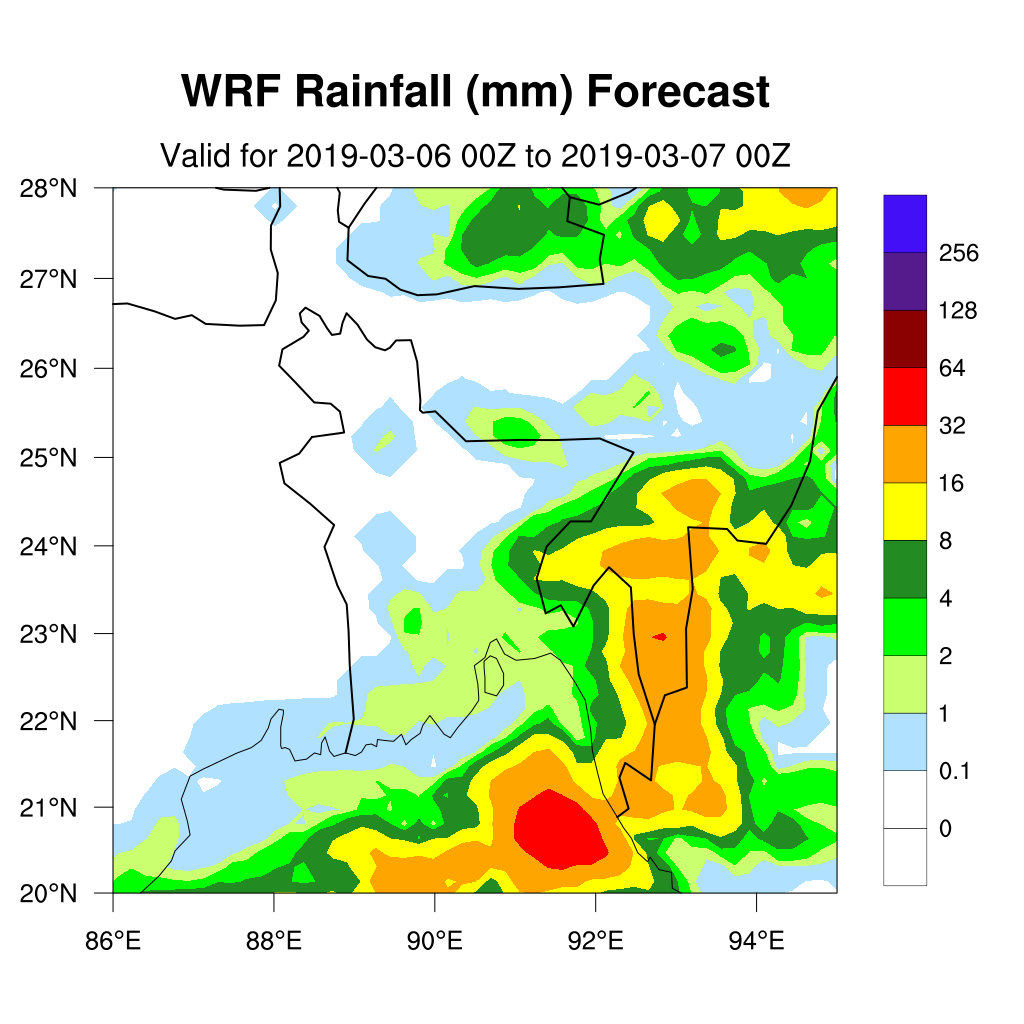 WRF Rainfall (mm) Forecast
Valid for 2019-03-06 00Z to 2019-03-07 00Z
28°N
27°N
26°N
25°N
24°N
23°N
22°N
21°N
20°N
86°E 88°E 90°E 92°E 94°E
256
128
64
32
16
8
4
2
1
0.1
0